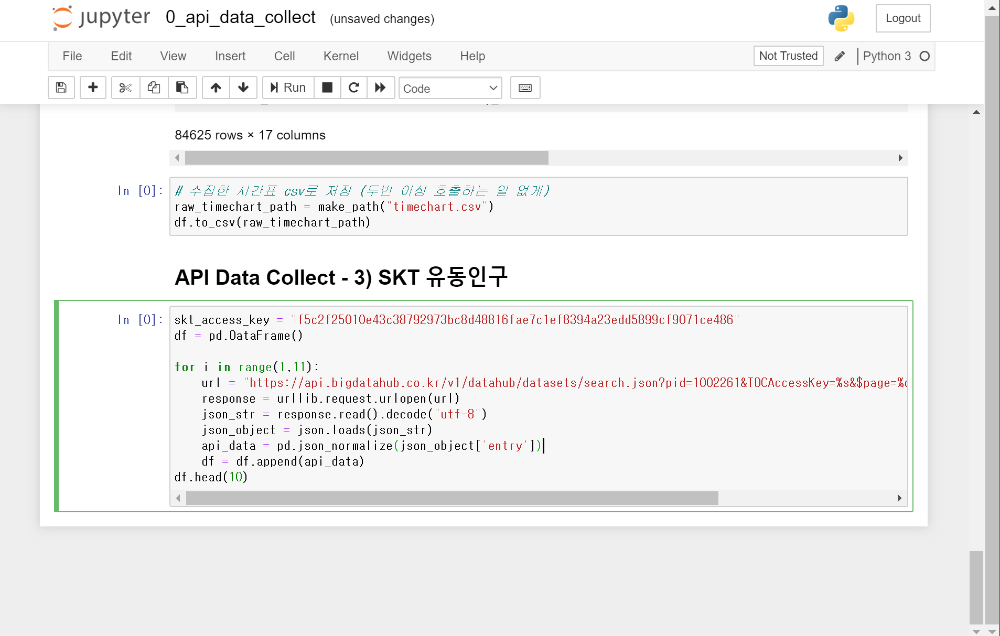 jupyter 0_api_data_collect (unsaved changes) Logout
File Edit View Insert Cell Kernel Widgets Help Not Trusted Python 3
Run Code
84625 rows × 17 columns
In [0]: # 수집한 시간표 csv로 저장 (두번 이상 호출하는 일 없게)
raw_timechart_path = make_path("timechart.csv")
df.to_csv(raw_timechart_path)
API Data Collect - 3) SKT 유동인구
In [0]: skt_access_key = "f5c2f25010e43c38792973bc8d48816fae7c1ef8394a23edd5899cf9071ce486"
df = pd.DataFrame()
for i in range(1,11):
url = "https://api.bigdatahub.co.kr/v1/datahub/datasets/search.json?pid=1002261&TDCAccessKey=%s&$page=%
response = urllib.request.urlopen(url)
json_str = response.read().decode("utf-8")
json_object = json.loads(json_str)
api_data = pd.json_normalize(json_object['entry'])
df = df.append(api_data)
df.head(10)